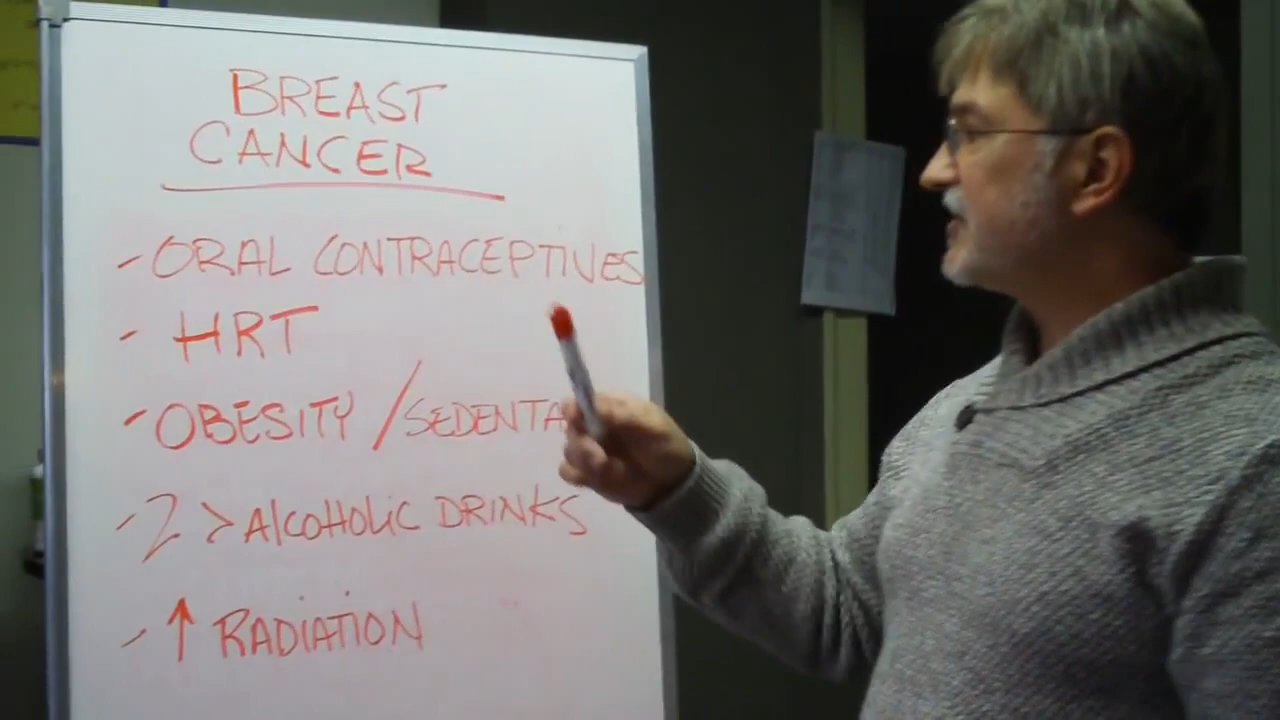 BREAST
CANCER
- ORAL CONTRACEPTIVES
- HRT
- OBESITY / SEDENTA
- 2 > Alcoholic DRINKS
- ↑ RADIATION